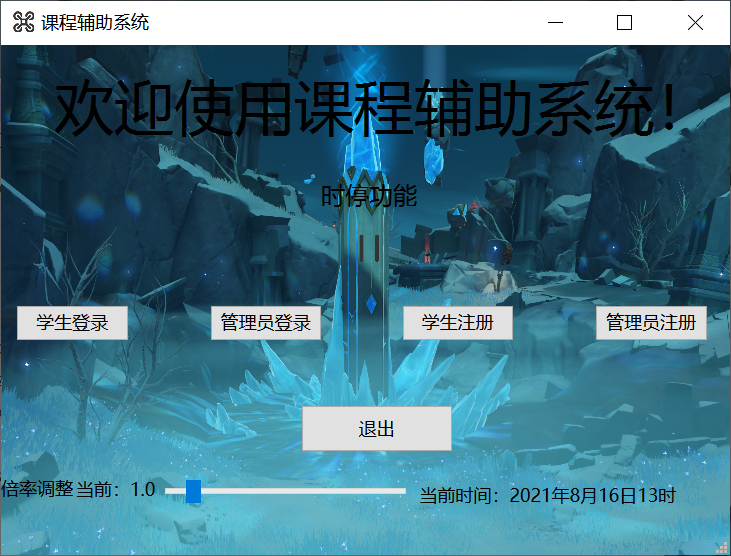 课程辅助系统
欢迎使用课程辅助系统!
时停功能
学生登录 管理员登录 学生注册 管理员注册
退出
倍率调整 当前：1.0 当前时间：2021年8月16日13时